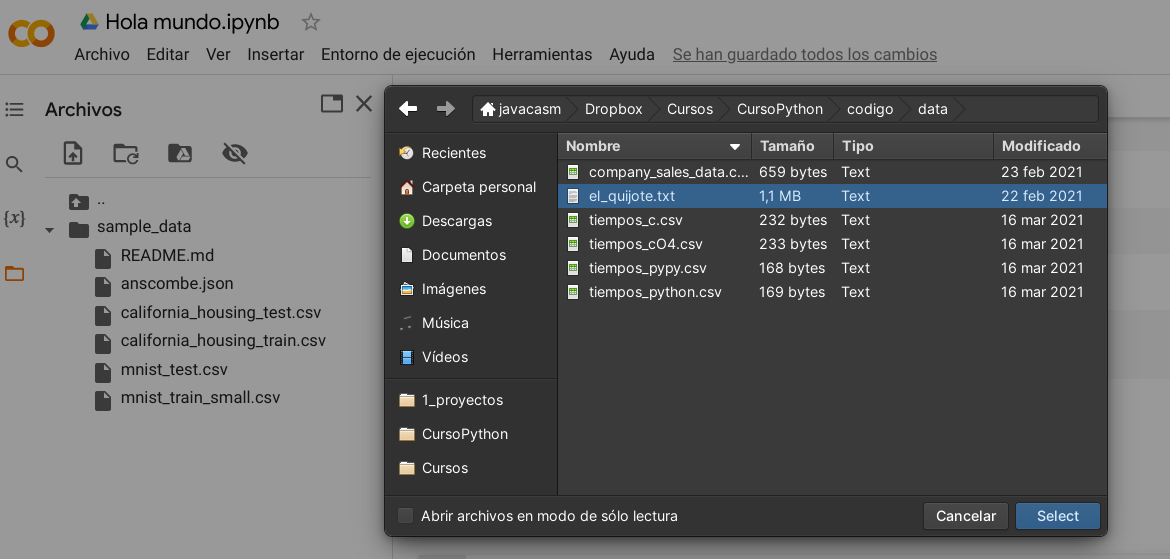 Hola mundo.ipynb
Archivo Editar Ver Insertar Entorno de ejecución Herramientas Ayuda Se han guardado todos los cambios
Archivos
..
sample_data
README.md
anscombe.json
california_housing_test.csv
california_housing_train.csv
mnist_test.csv
mnist_train_small.csv
{x}
javacasm Dropbox Cursos CursoPython codigo data
Recientes
Carpeta personal
Descargas
Documentos
Imágenes
Música
Vídeos
1_proyectos
CursoPython
Cursos
Nombre Tamaño Tipo Modificado
company_sales_data.c... 659 bytes Text 23 feb 2021
el_quijote.txt 1,1 MB Text 22 feb 2021
tiempos_c.csv 232 bytes Text 16 mar 2021
tiempos_cO4.csv 233 bytes Text 16 mar 2021
tiempos_pypy.csv 168 bytes Text 16 mar 2021
tiempos_python.csv 169 bytes Text 16 mar 2021
Abrir archivos en modo de sólo lectura
Cancelar Select